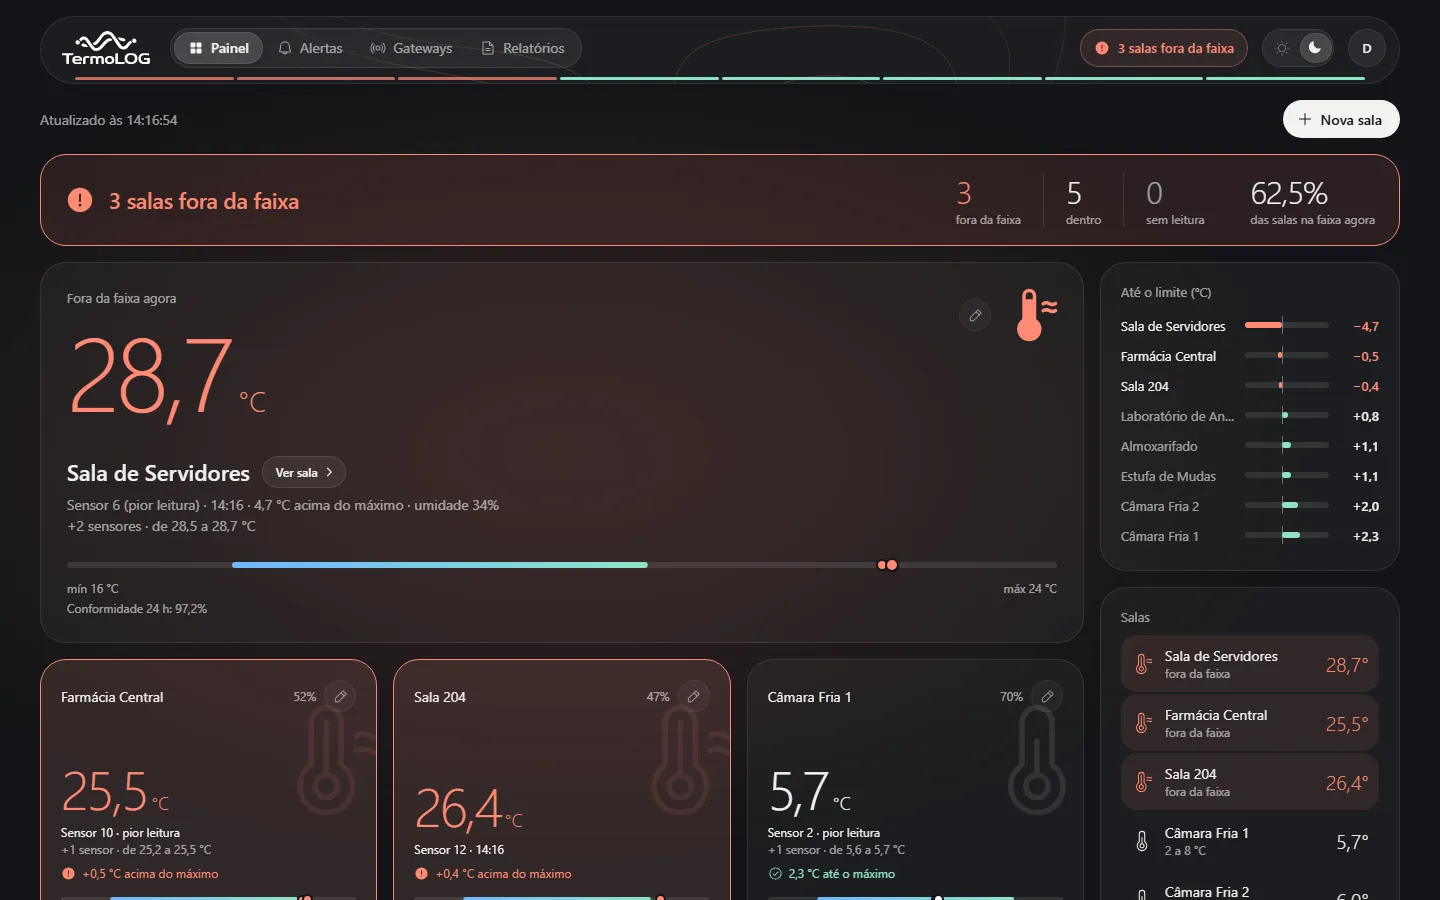 TermoLOG
Painel
Alertas
Gateways
Relatórios
3 salas fora da faixa
D
Atualizado às 14:16:54
Nova sala
3 salas fora da faixa
3
fora da faixa
5
dentro
0
sem leitura
62,5%
das salas na faixa agora
Fora da faixa agora
28,7 °C
Sala de Servidores
Ver sala
Sensor 6 (pior leitura) · 14:16 · 4,7 °C acima do máximo · umidade 34%
+2 sensores · de 28,5 a 28,7 °C
mín 16 °C
máx 24 °C
Conformidade 24 h: 97,2%
Até o limite (°C)
Sala de Servidores −4,7
Farmácia Central −0,5
Sala 204 −0,4
Laboratório de An... +0,8
Almoxarifado +1,1
Estufa de Mudas +1,1
Câmara Fria 2 +2,0
Câmara Fria 1 +2,3
Farmácia Central 52%
25,5 °C
Sensor 10 · pior leitura
+1 sensor · de 25,2 a 25,5 °C
+0,5 °C acima do máximo
Sala 204 47%
26,4 °C
Sensor 12 · 14:16
+0,4 °C acima do máximo
Câmara Fria 1 70%
5,7 °C
Sensor 2 · pior leitura
+1 sensor · de 5,6 a 5,7 °C
2,3 °C até o máximo
Salas
Sala de Servidores
fora da faixa
28,7°
Farmácia Central
fora da faixa
25,5°
Sala 204
fora da faixa
26,4°
Câmara Fria 1
2 a 8 °C
5,7°
Câmara Fria 2
6,0°